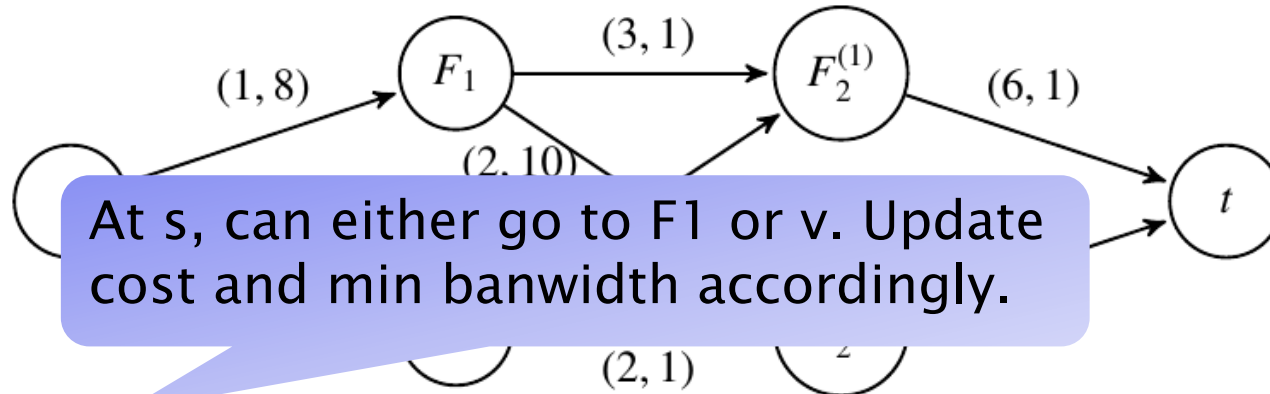 (3, 1)
F₁
F₂⁽¹⁾
(1, 8)
(6, 1)
(2, 10)
At s, can either go to F1 or v. Update
cost and min banwidth accordingly.
t
2
(2, 1)